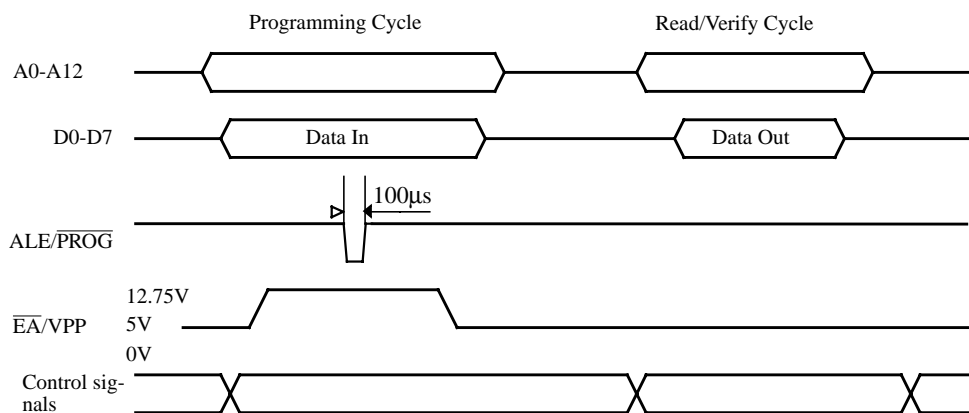 Programming Cycle
Read/Verify Cycle
A0-A12
D0-D7
Data In
Data Out
100μs
ALE/PROG
12.75V
EA/VPP
5V
0V
Control sig-
nals